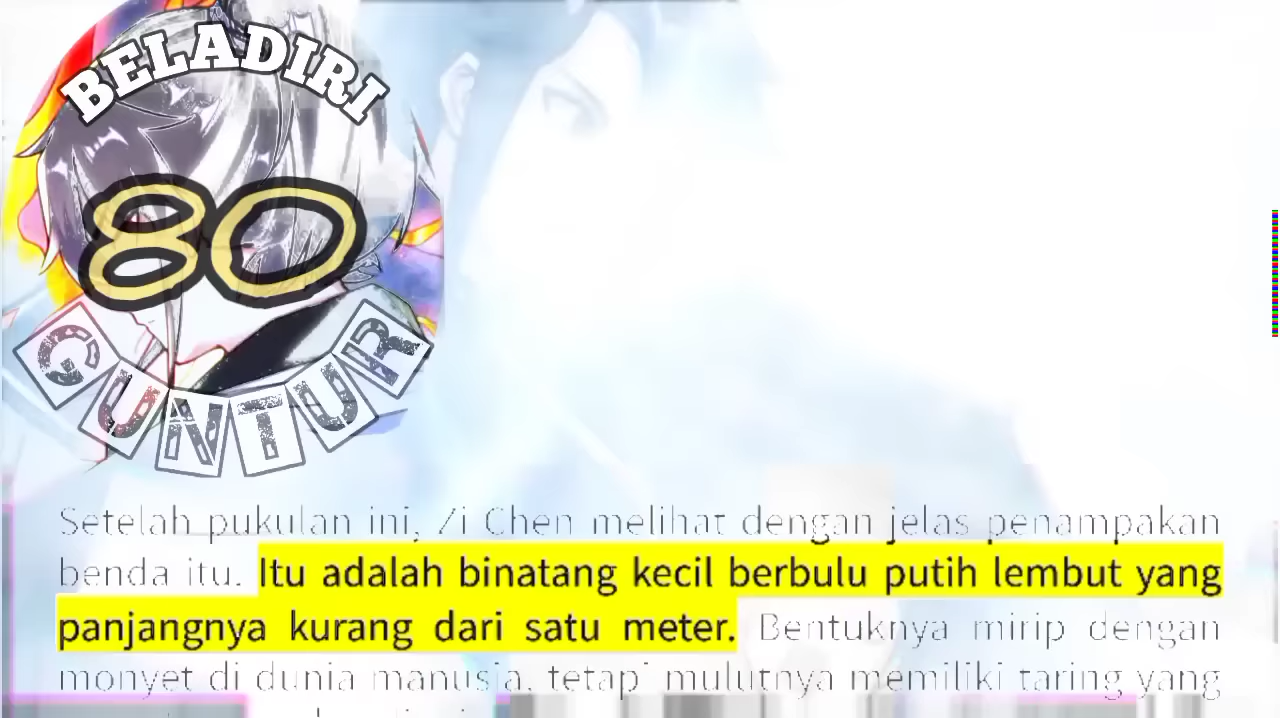 BELADIRI
80
GUNTUR
Setelah pukulan ini, Zi Chen melihat dengan jelas penampakan
benda itu. Itu adalah binatang kecil berbulu putih lembut yang
panjangnya kurang dari satu meter. Bentuknya mirip dengan
monyet di dunia manusia, tetapi mulutnya memiliki taring yang